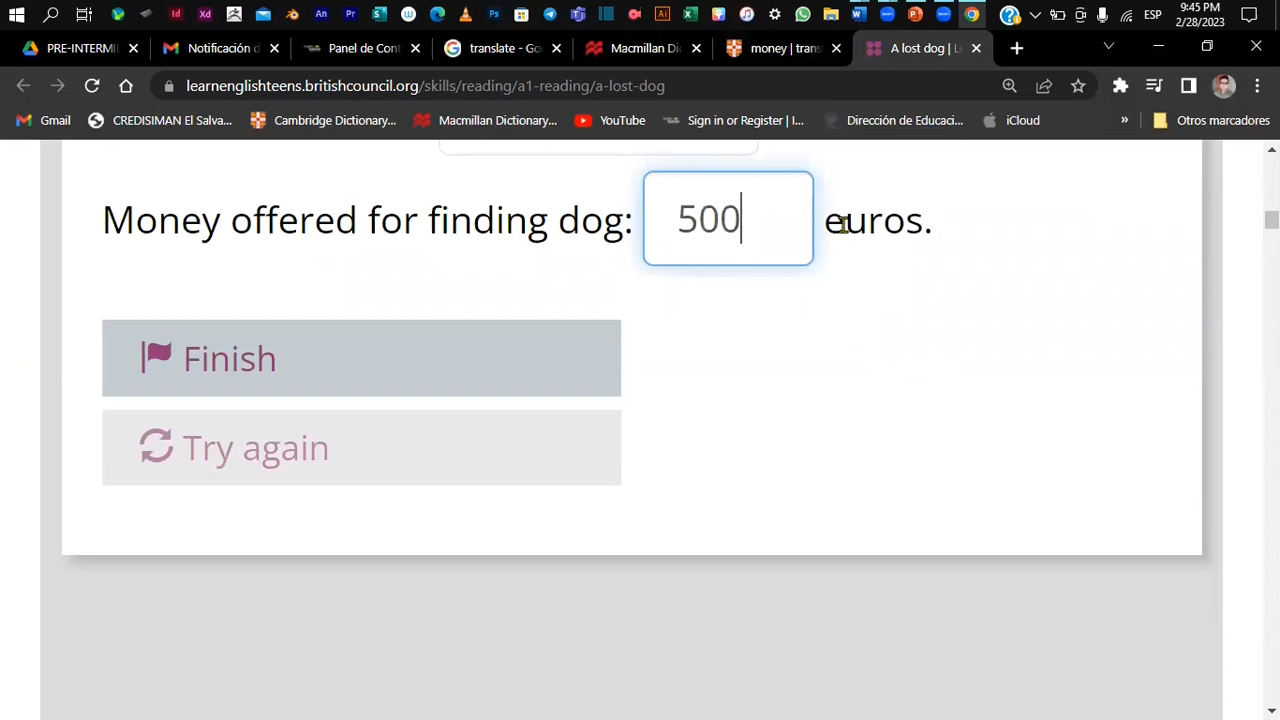 9:45 PM
ESP
2/28/2023
PRE-INTERMI
Notificación d
Panel de Cont
translate - Goo
Macmillan Dic
money | trans
A lost dog | L
learnenglishteens.britishcouncil.org/skills/reading/a1-reading/a-lost-dog
Gmail
CREDISIMAN El Salva...
Cambridge Dictionary...
Macmillan Dictionary...
YouTube
Sign in or Register | I...
Dirección de Educaci...
iCloud
»
Otros marcadores
Money offered for finding dog: 500 euros.
Finish
Try again